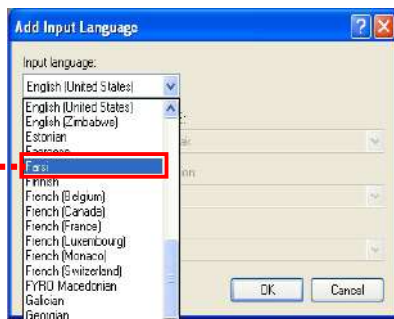 Add Input Language
Input language:
English (United States)
English (United States)
English (Zimbabwe)
Estonian
Faeroese
Farsi
Finnish
French (Belgium)
French (Canada)
French (France)
French (Luxembourg)
French (Monaco)
French (Switzerland)
FYRO Macedonian
Galician
Georgian
OK
Cancel